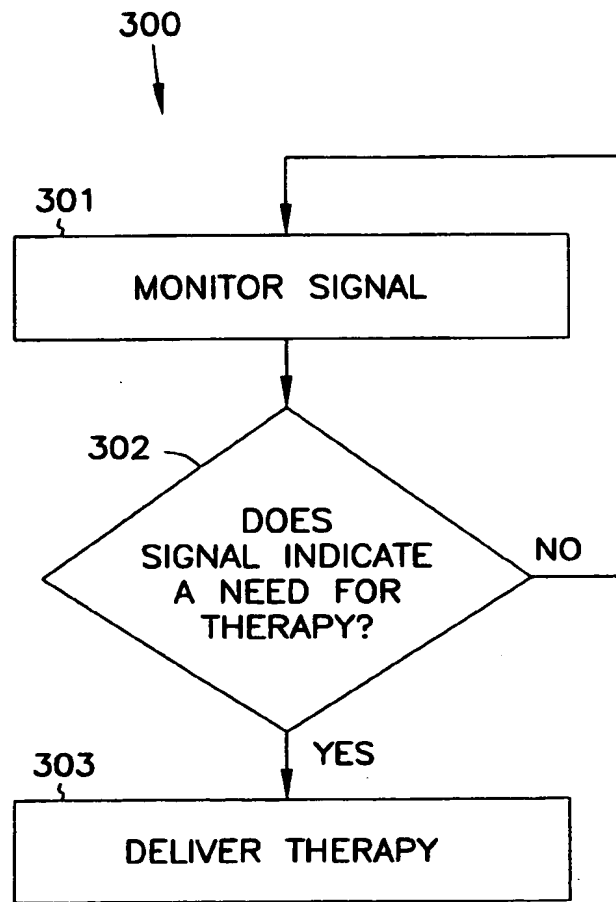 300
301
MONITOR SIGNAL
302
DOES
SIGNAL INDICATE
A NEED FOR
THERAPY?
NO
YES
303
DELIVER THERAPY